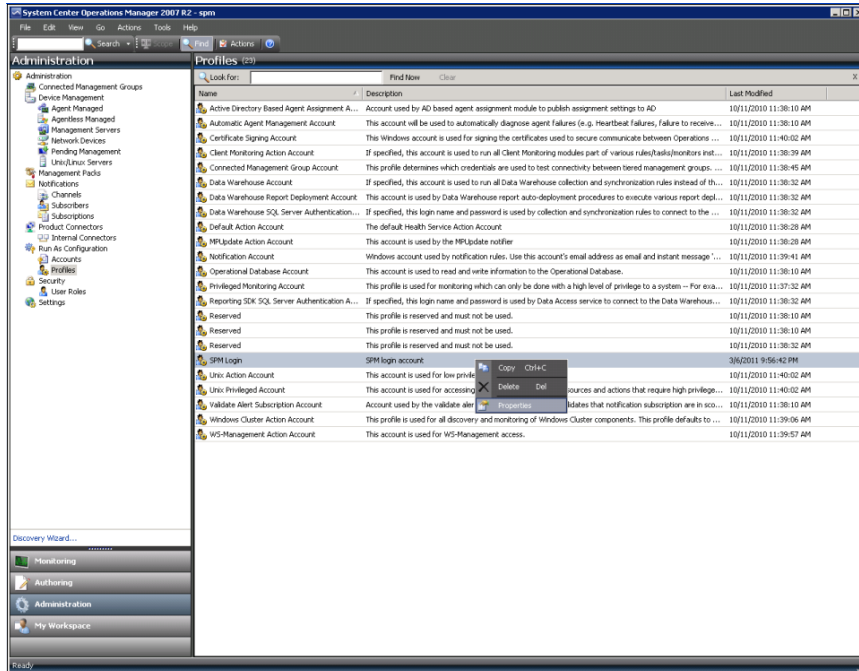 System Center Operations Manager 2007 R2 - spm
File Edit View Go Actions Tools Help
Search Scope Find Actions
Administration
Administration
Connected Management Groups
Device Management
Agent Managed
Agentless Managed
Management Servers
Network Devices
Pending Management
Unix/Linux Servers
Management Packs
Notifications
Channels
Subscribers
Subscriptions
Product Connectors
Internal Connectors
Run As Configuration
Accounts
Profiles
Security
User Roles
Settings
Discovery Wizard...
Monitoring
Authoring
Administration
My Workspace
Profiles (23)
Look for: Find Now Clear X
Name Description Last Modified
Active Directory Based Agent Assignment A... Account used by AD based agent assignment module to publish assignment settings to AD 10/11/2010 11:38:10 AM
Automatic Agent Management Account This account will be used to automatically diagnose agent failures (e.g. Heartbeat failures, failure to receive... 10/11/2010 11:38:10 AM
Certificate Signing Account This Windows account is used for signing the certificates used to secure communicate between Operations ... 10/11/2010 11:40:02 AM
Client Monitoring Action Account If specified, this account is used to run all Client Monitoring modules part of various rules/tasks/monitors inst... 10/11/2010 11:38:39 AM
Connected Management Group Account This profile determines which credentials are used to test connectivity between tiered management groups. ... 10/11/2010 11:38:45 AM
Data Warehouse Account If specified, this account is used to run all Data Warehouse collection and synchronization rules instead of th... 10/11/2010 11:38:32 AM
Data Warehouse Report Deployment Account This account is used by Data Warehouse report auto-deployment procedures to execute various report depl... 10/11/2010 11:38:32 AM
Data Warehouse SQL Server Authentication... If specified, this login name and password is used by collection and synchronization rules to connect to the ... 10/11/2010 11:38:32 AM
Default Action Account The default Health Service Action Account 10/11/2010 11:38:28 AM
MPUpdate Action Account This account is used by the MPUpdate notifier 10/11/2010 11:38:28 AM
Notification Account Windows account used by notification rules. Use this account's email address as email and instant message '... 10/11/2010 11:39:41 AM
Operational Database Account This account is used to read and write information to the Operational Database. 10/11/2010 11:38:10 AM
Privileged Monitoring Account This profile is used for monitoring which can only be done with a high level of privilege to a system -- For exa... 10/11/2010 11:37:32 AM
Reporting SDK SQL Server Authentication A... If specified, this login name and password is used by Data Access service to connect to the Data Warehous... 10/11/2010 11:38:32 AM
Reserved This profile is reserved and must not be used. 10/11/2010 11:38:10 AM
Reserved This profile is reserved and must not be used. 10/11/2010 11:38:10 AM
Reserved This profile is reserved and must not be used. 10/11/2010 11:38:32 AM
SPM Login SPM login account 3/6/2011 9:56:42 PM
Unix Action Account This account is used for low privile 10/11/2010 11:40:02 AM
Unix Privileged Account This account is used for accessing sources and actions that require high privilege... 10/11/2010 11:40:02 AM
Validate Alert Subscription Account Account used by the validate aler lidates that notification subscription are in sco... 10/11/2010 11:38:10 AM
Windows Cluster Action Account This profile is used for all discovery and monitoring of Windows Cluster components. This profile defaults to ... 10/11/2010 11:39:06 AM
WS-Management Action Account This account is used for WS-Management access. 10/11/2010 11:39:57 AM
Copy Ctrl+C
Delete Del
Properties
Ready